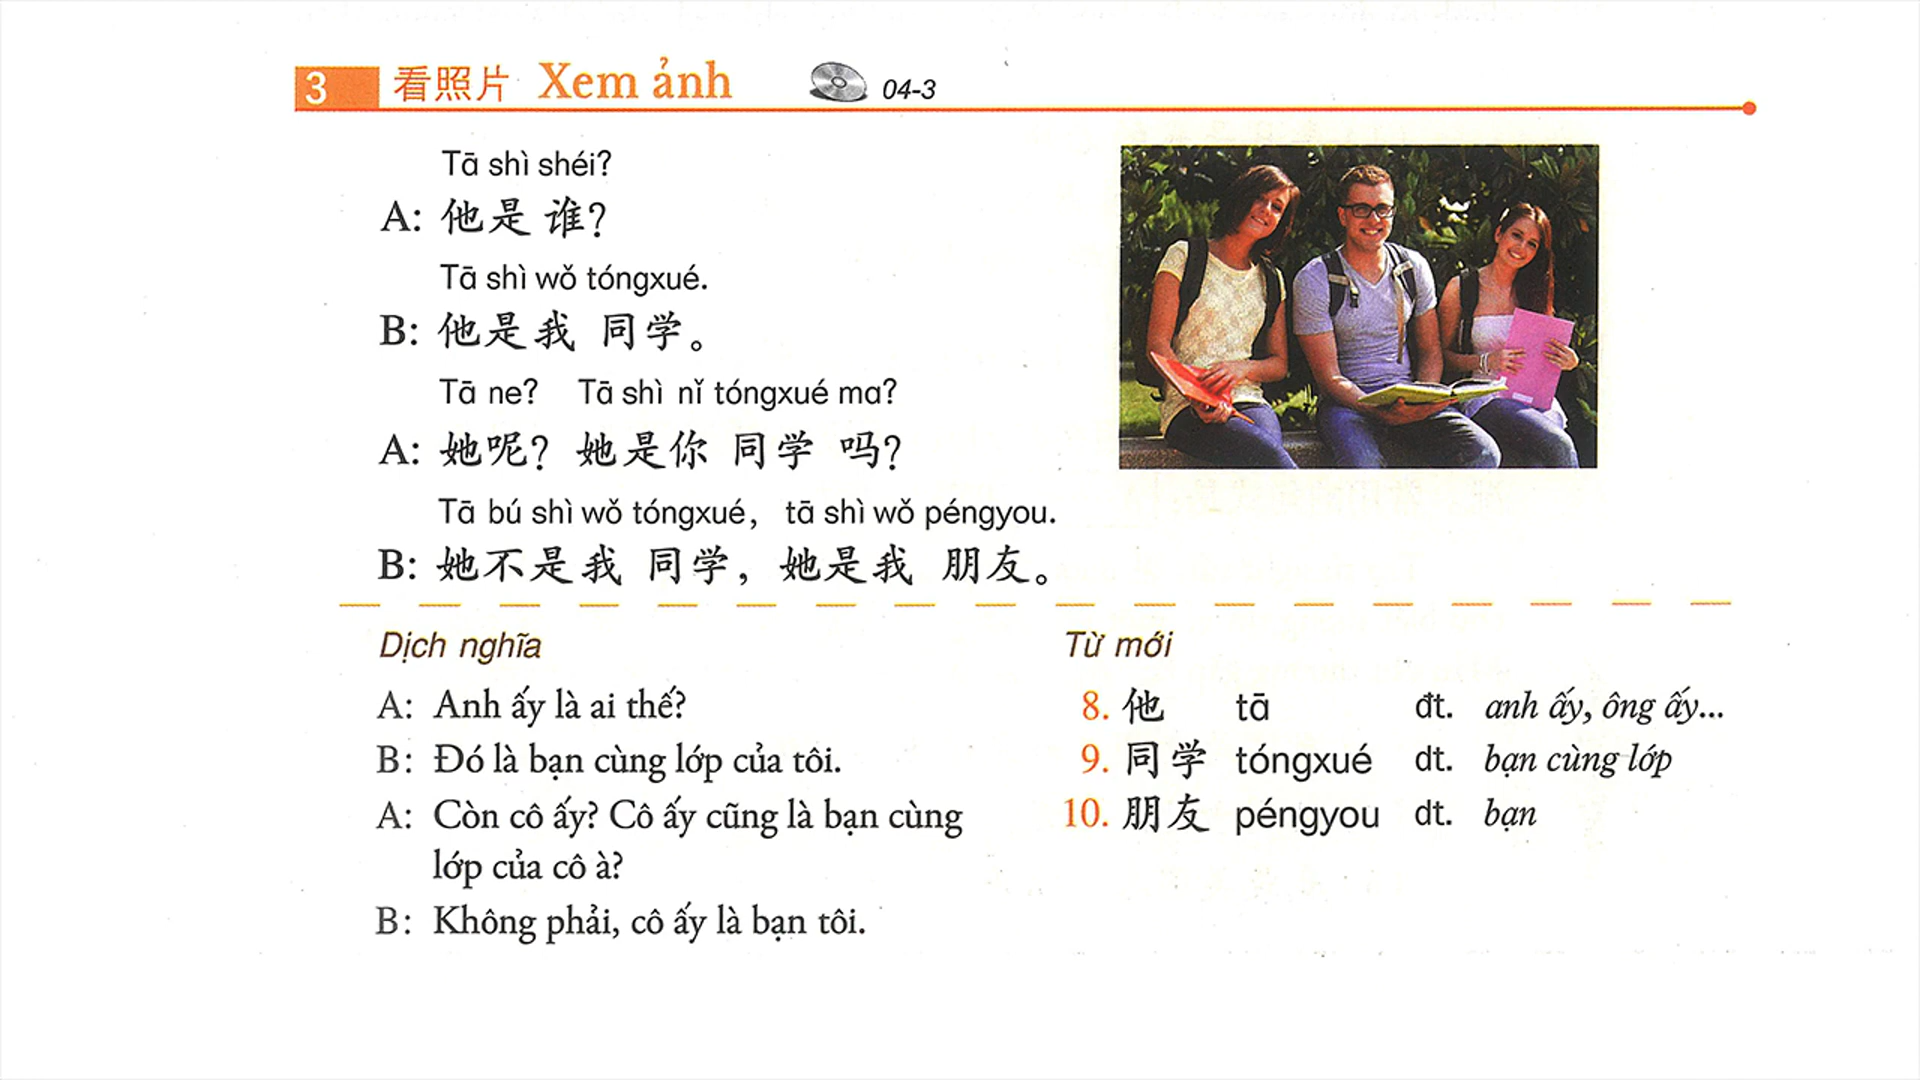 3 看照片 Xem ảnh 04-3
Tā shì shéi?
A: 他是 谁?
Tā shì wǒ tóngxué.
B: 他是我 同学。
Tā ne? Tā shì nǐ tóngxué ma?
A: 她呢? 她是你 同学 吗?
Tā bú shì wǒ tóngxué, tā shì wǒ péngyou.
B: 她不是我 同学, 她是我 朋友。
Dịch nghĩa
A: Anh ấy là ai thế?
B: Đó là bạn cùng lớp của tôi.
A: Còn cô ấy? Cô ấy cũng là bạn cùng
lớp của cô à?
B: Không phải, cô ấy là bạn tôi.
Từ mới
8. 他 tā đt. anh ấy, ông ấy...
9. 同学 tóngxué dt. bạn cùng lớp
10. 朋友 péngyou dt. bạn